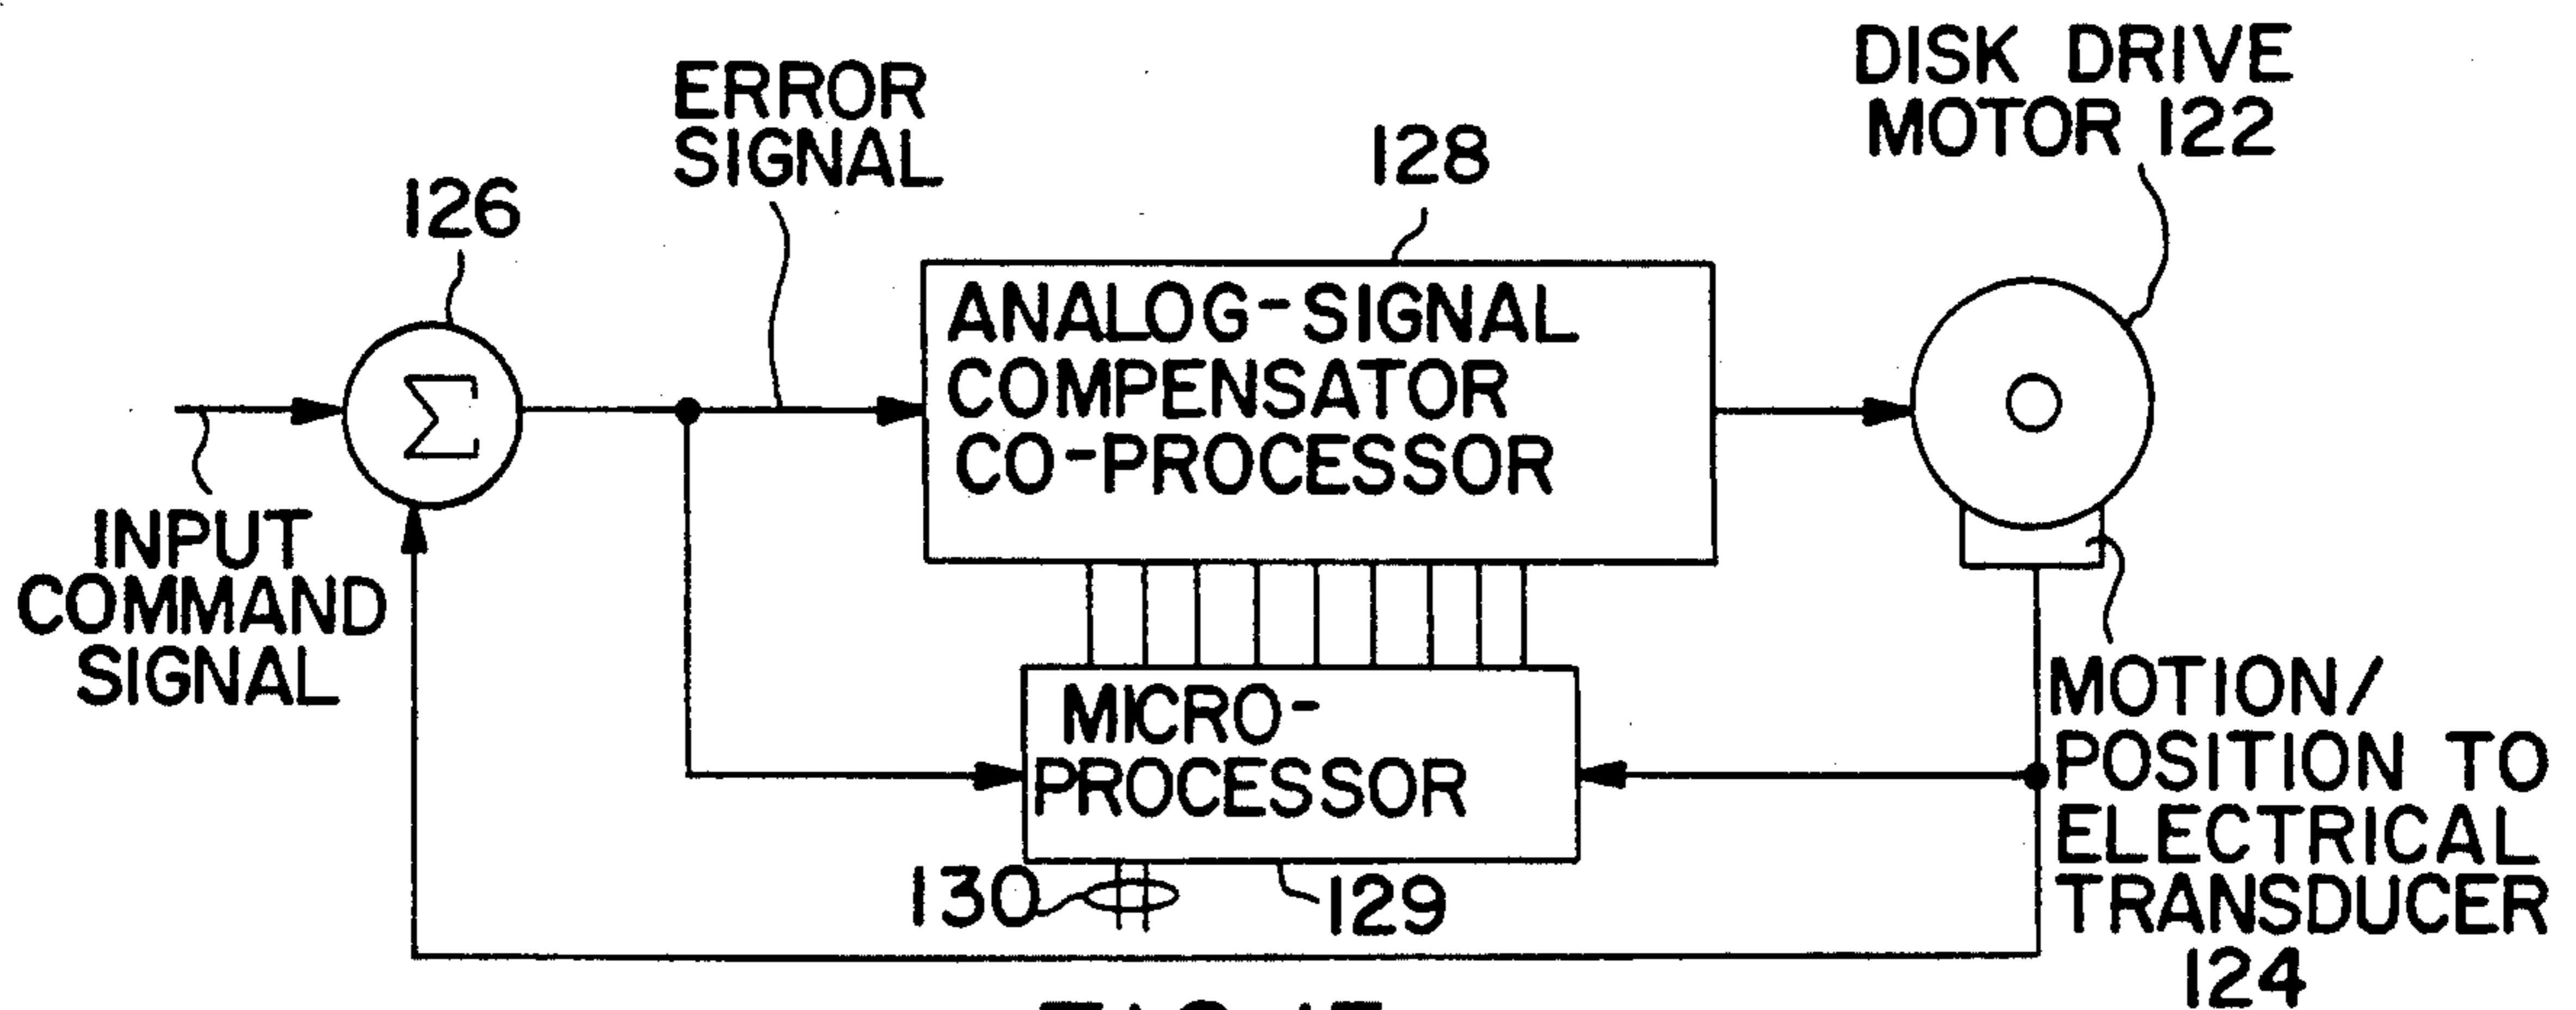 DISK DRIVE
MOTOR 122
ERROR
SIGNAL
128
126
ANALOG-SIGNAL
COMPENSATOR
CO-PROCESSOR
Σ
INPUT
COMMAND
SIGNAL
MICRO-
PROCESSOR
MOTION/
POSITION TO
ELECTRICAL
TRANSDUCER
124
130
129